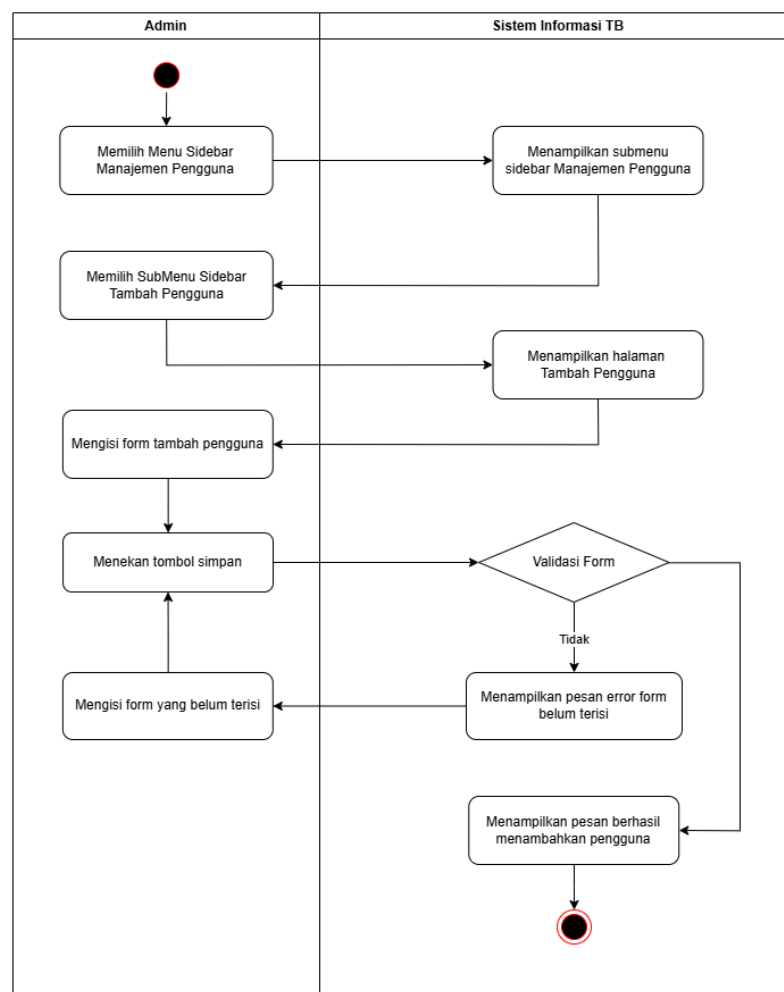 Admin
Sistem Informasi TB
Memilih Menu Sidebar
Manajemen Pengguna
Menampilkan submenu
sidebar Manajemen Pengguna
Memilih SubMenu Sidebar
Tambah Pengguna
Menampilkan halaman
Tambah Pengguna
Mengisi form tambah pengguna
Menekan tombol simpan
Validasi Form
Tidak
Mengisi form yang belum terisi
Menampilkan pesan error form
belum terisi
Menampilkan pesan berhasil
menambahkan pengguna